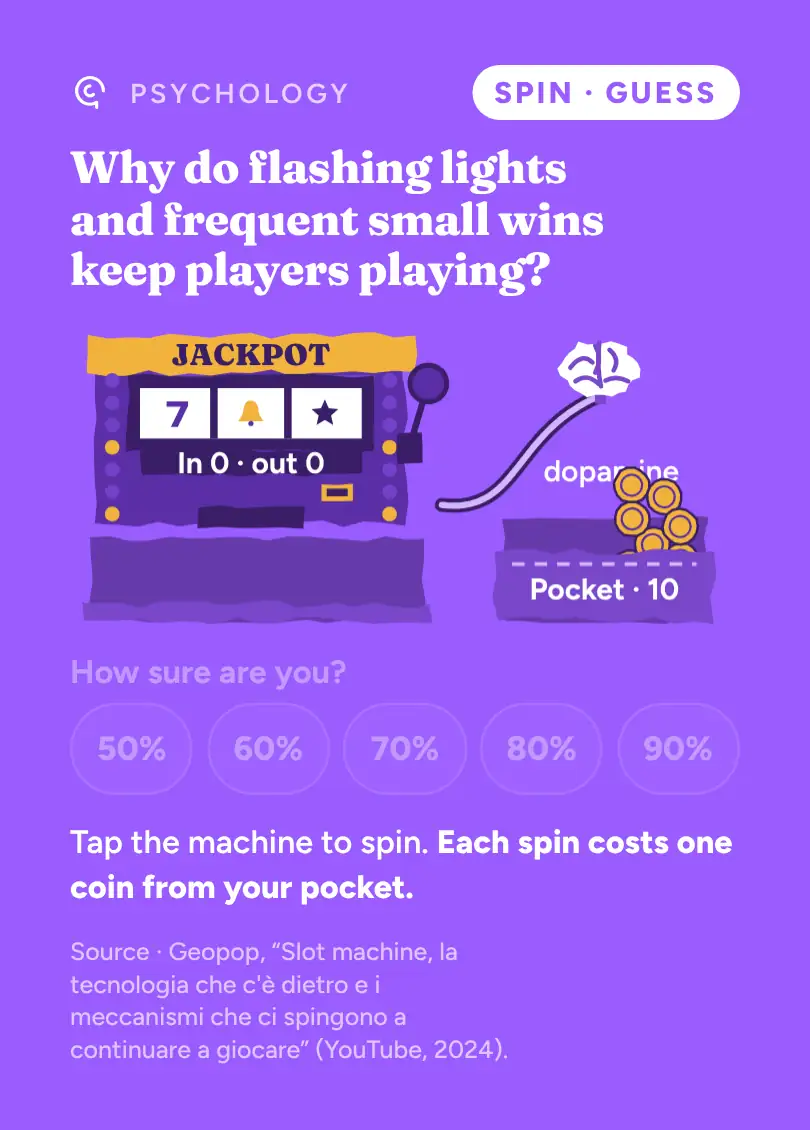 PSYCHOLOGY
SPIN · GUESS
Why do flashing lights
and frequent small wins
keep players playing?
JACKPOT
7
In 0 · out 0
dopamine
Pocket · 10
How sure are you?
50% 60% 70% 80% 90%
Tap the machine to spin. Each spin costs one
coin from your pocket.
Source · Geopop, “Slot machine, la
tecnologia che c'è dietro e i
meccanismi che ci spingono a
continuare a giocare” (YouTube, 2024).